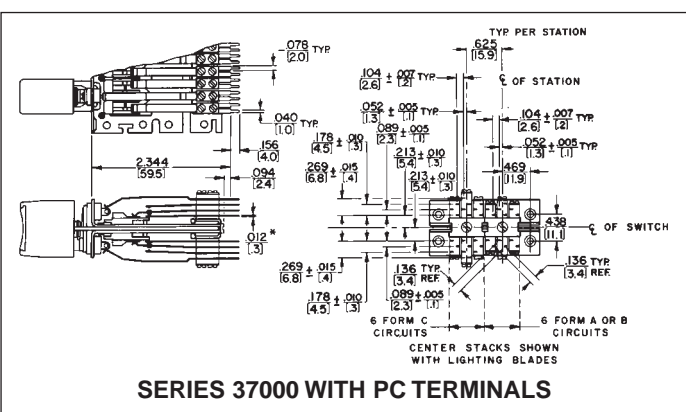 TYP PER STATION
.625
[15.9]
.078 TYP.
[2.0]
.104 ± .007 TYP.
[2.6] [.2]
℄ OF STATION
.052 ± .005 TYP.
[1.3] [.1]
.104 ± .007 TYP.
[2.6] [.2]
.040 TYP.
[1.0]
.089 ± .005
[2.3] [.1]
.178 ± .010
[4.5] [.3]
.052 ± .005 TYP.
[1.3] [.1]
.156
[4.0]
.213 ± .010
[5.4] [.3]
2.344
[59.5]
.094
[2.4]
.269 ± .015
[6.8] [.4]
.213 ± .010
[5.4] [.3]
.469
[11.9]
.438
[11.1]
℄ OF SWITCH
.012 *
[.3]
.269 ± .015
[6.8] [.4]
.136 TYP.
[3.4] REF.
.136 TYP.
[3.4] REF.
.178 ± .010
[4.5] [.3]
.089 ± .005
[2.3] [.1]
6 FORM C
CIRCUITS
6 FORM A OR B
CIRCUITS
CENTER STACKS SHOWN
WITH LIGHTING BLADES
SERIES 37000 WITH PC TERMINALS